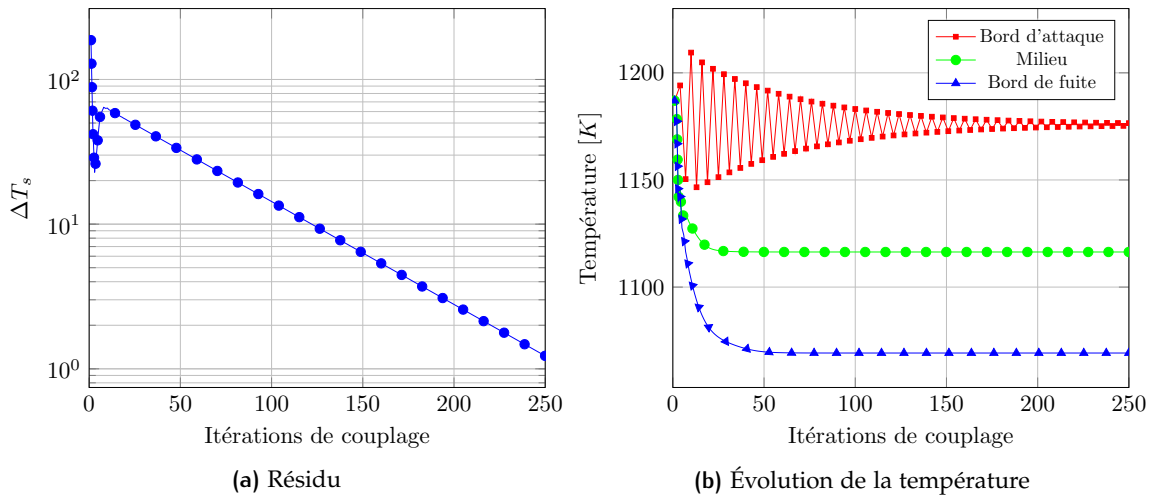 10²
10¹
10⁰
ΔTₛ
0 50 100 150 200 250
Itérations de couplage
(a) Résidu
1200
1150
1100
Température [K]
Bord d'attaque
Milieu
Bord de fuite
0 50 100 150 200 250
Itérations de couplage
(b) Évolution de la température